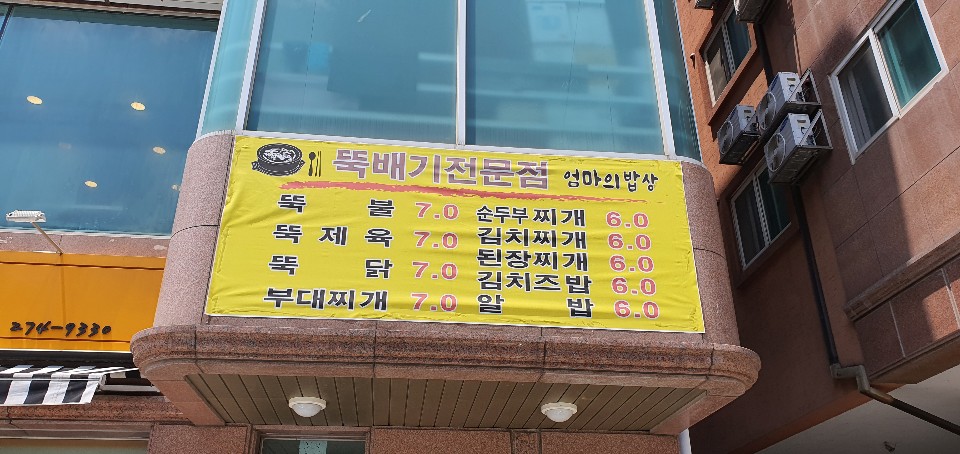 뚝배기전문점 엄마의밥상
뚝 불 7.0 순두부찌개 6.0
뚝 제 육 7.0 김치찌개 6.0
된장찌개 6.0
뚝 닭 7.0 김치즈밥 6.0
부대찌개 7.0 알 밥 6.0
274-9330